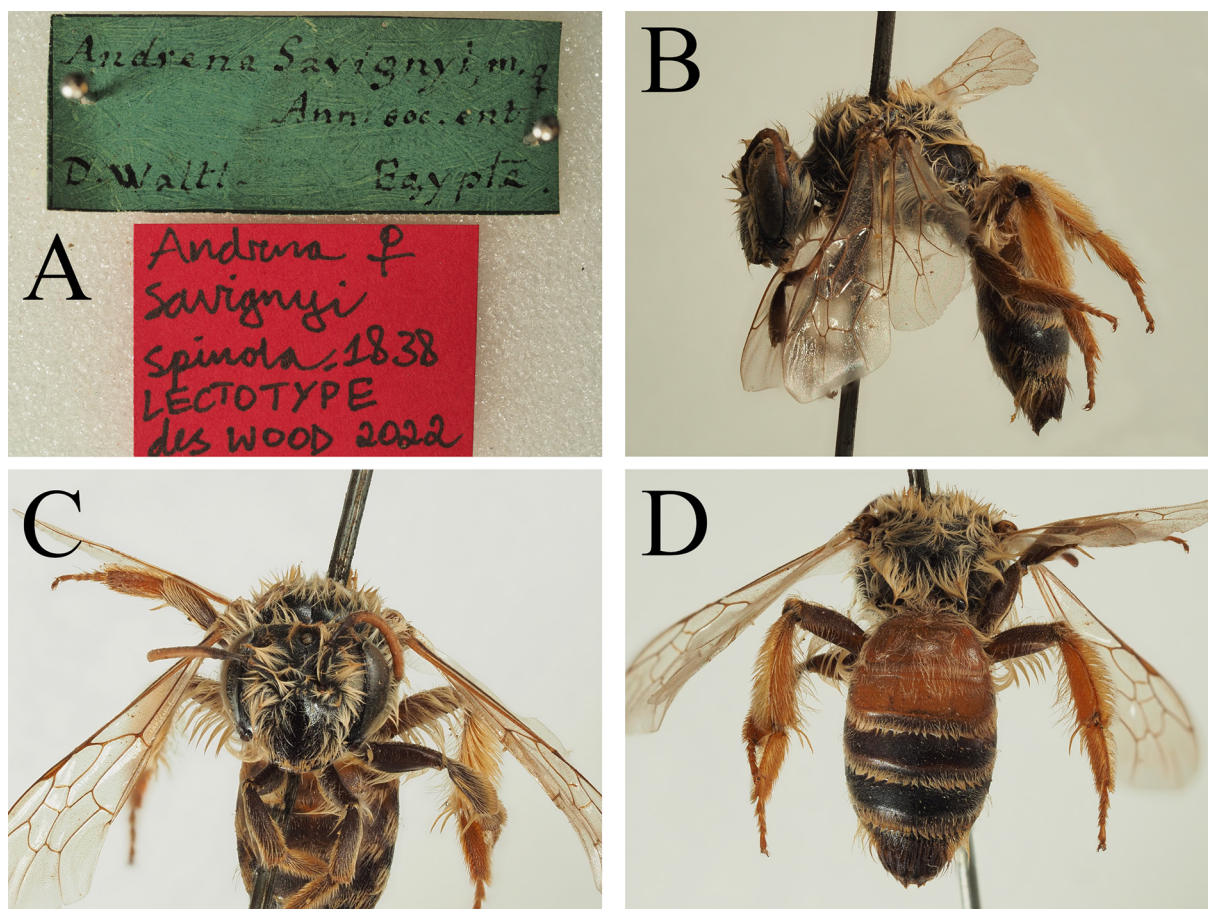 Andrena Savignyi, m. ♀
Ann. soc. ent.
D. Waltl. Egypte.
A
Andrena ♀
Savignyi
Spinola, 1838
LECTOTYPE
des WOOD 2022
B
C
D